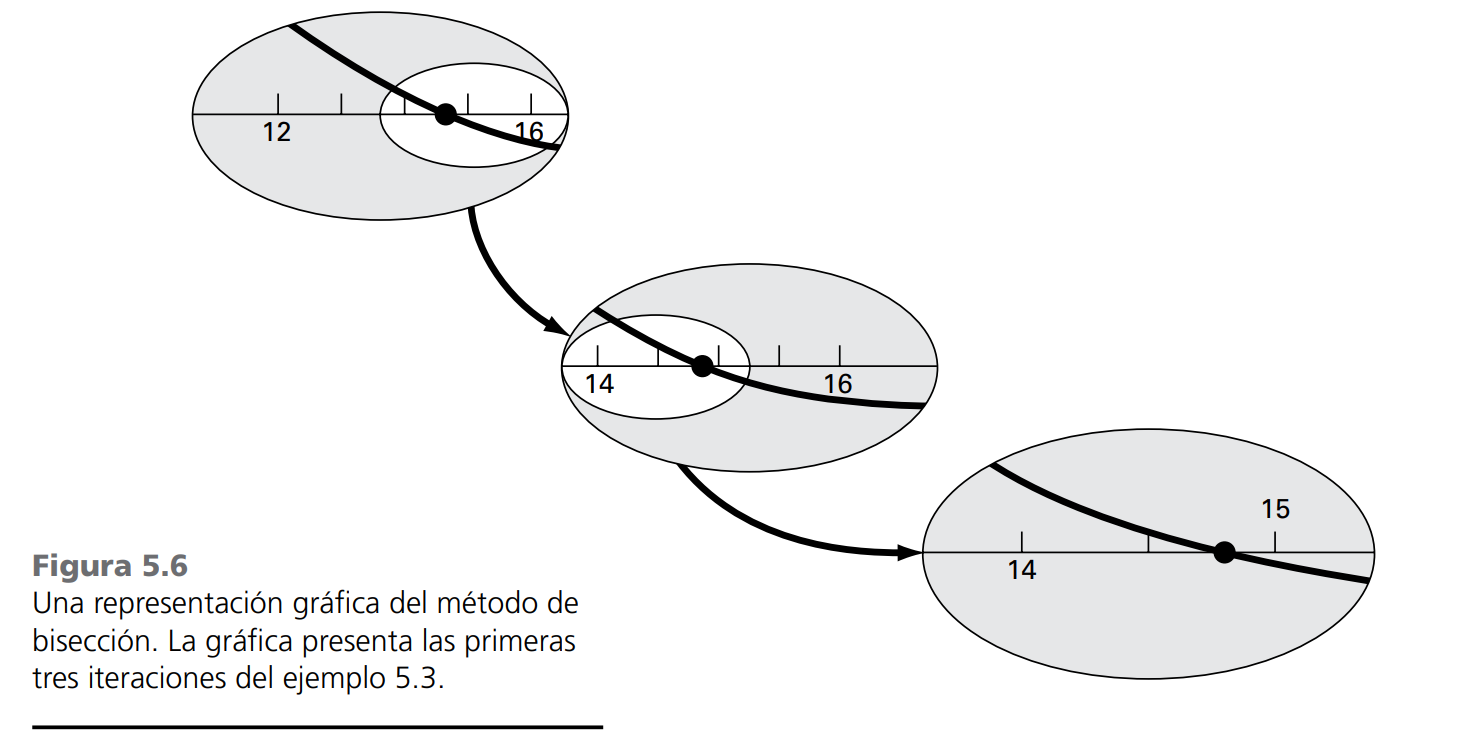 12
16
14
16
15
14
Figura 5.6
Una representación gráfica del método de
bisección. La gráfica presenta las primeras
tres iteraciones del ejemplo 5.3.